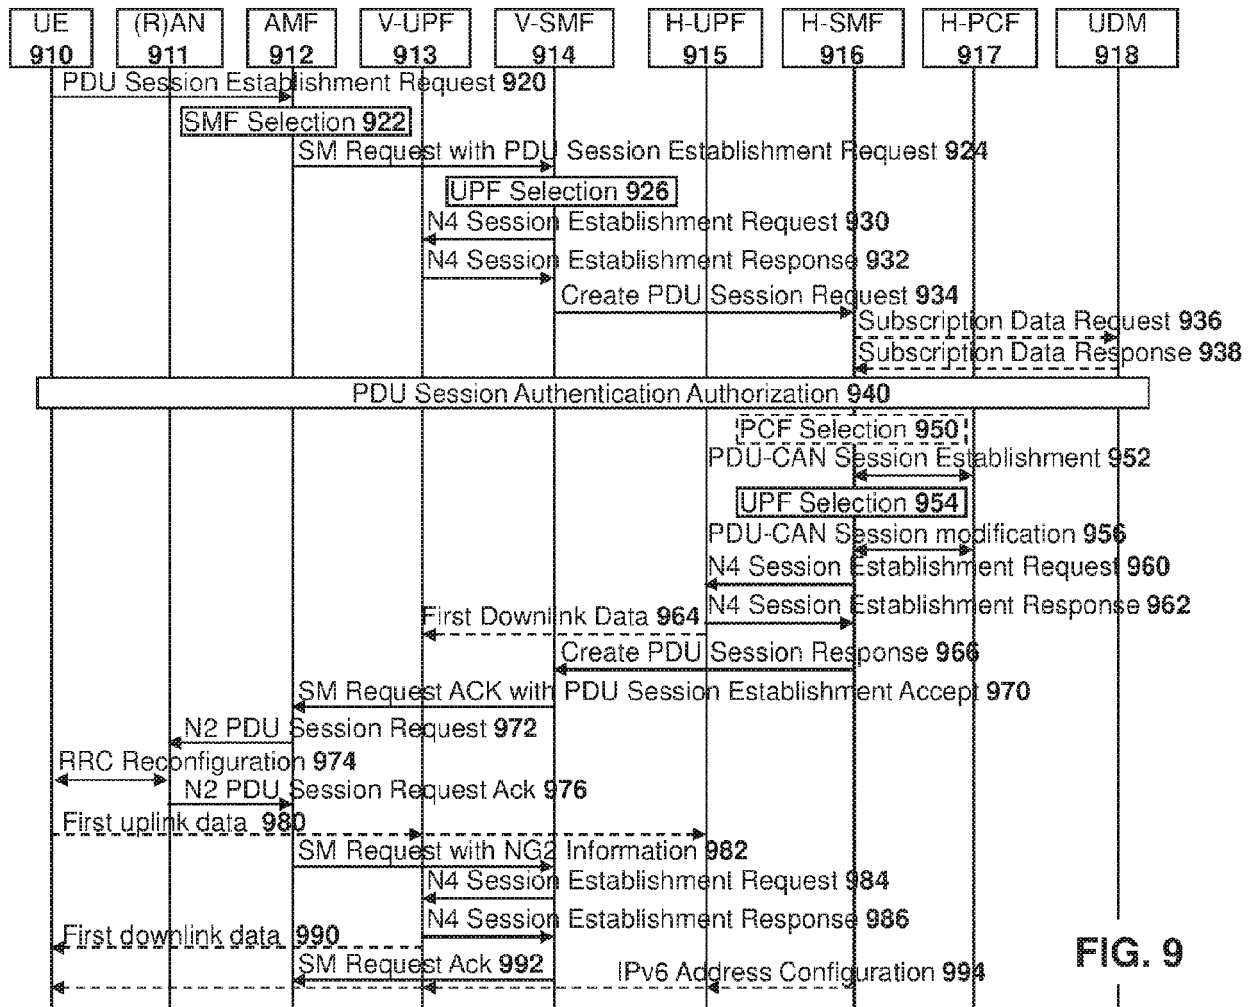 UE (R)AN AMF V-UPF V-SMF H-UPF H-SMF H-PCF UDM
910 911 912 913 914 915 916 917 918
PDU Session Establishment Request 920
SMF Selection 922
SM Request with PDU Session Establishment Request 924
UPF Selection 926
N4 Session Establishment Request 930
N4 Session Establishment Response 932
Create PDU Session Request 934
Subscription Data Request 936
Subscription Data Response 938
PDU Session Authentication Authorization 940
PCF Selection 950
PDU-CAN Session Establishment 952
UPF Selection 954
PDU-CAN Session modification 956
N4 Session Establishment Request 960
N4 Session Establishment Response 962
First Downlink Data 964
Create PDU Session Response 966
SM Request ACK with PDU Session Establishment Accept 970
N2 PDU Session Request 972
RRC Reconfiguration 974
N2 PDU Session Request Ack 976
First uplink data 980
SM Request with NG2 Information 982
N4 Session Establishment Request 984
N4 Session Establishment Response 986
First downlink data 990
SM Request Ack 992
IPv6 Address Configuration 994
FIG. 9